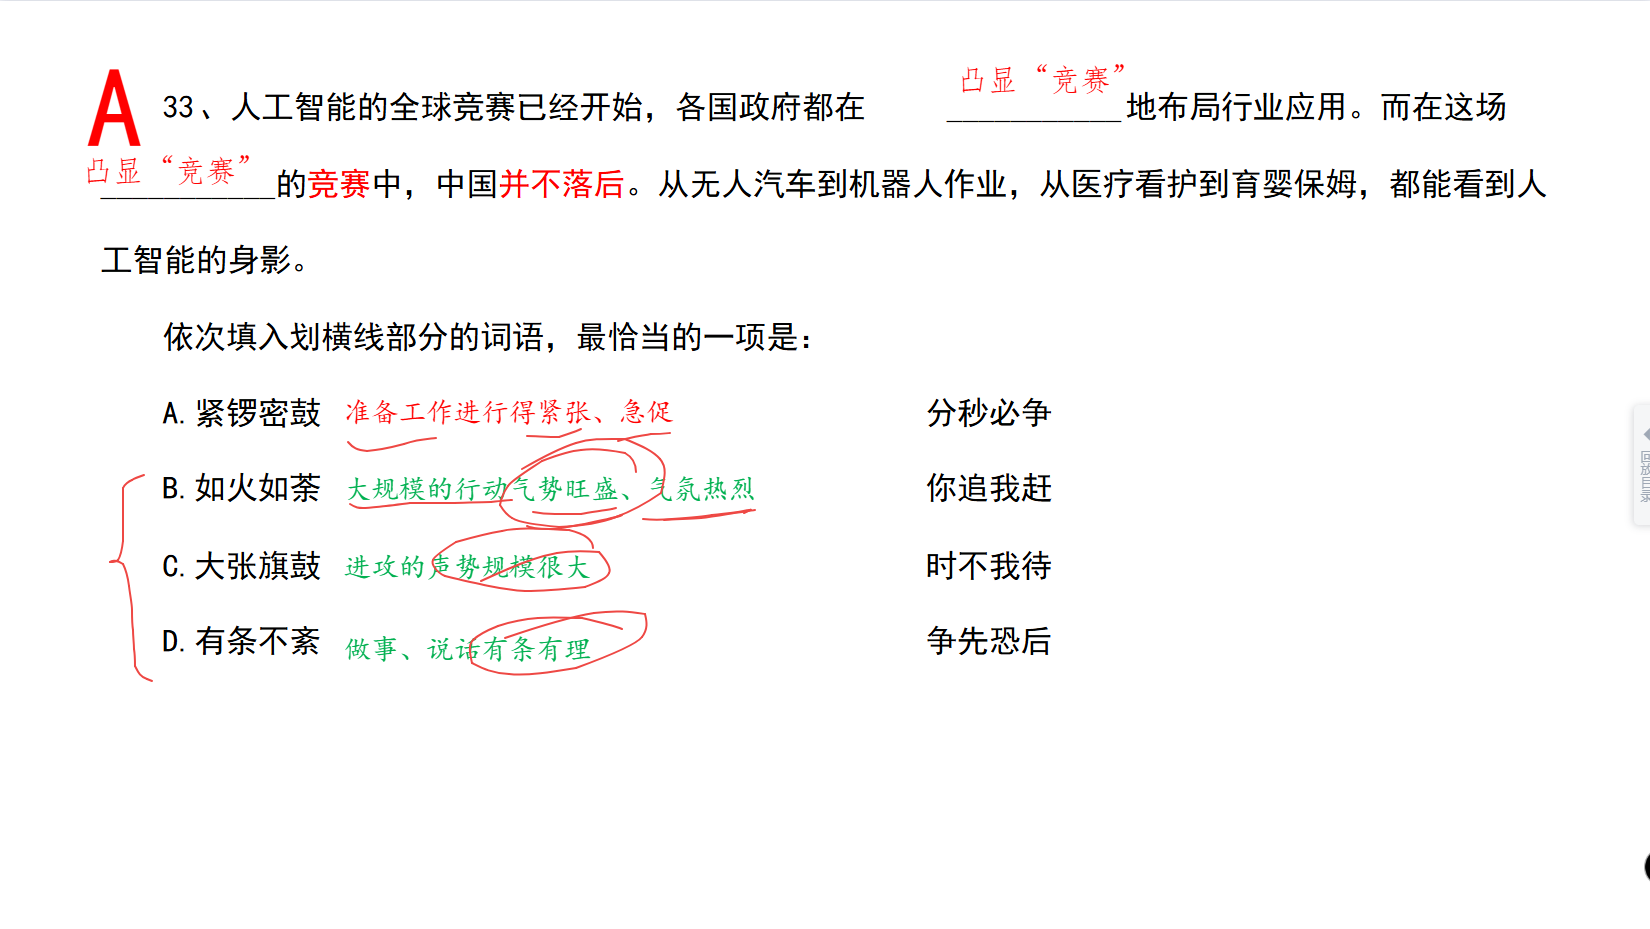 凸显“竞赛”
A
33、人工智能的全球竞赛已经开始，各国政府都在___________地布局行业应用。而在这场
凸显“竞赛”
___________的竞赛中，中国并不落后。从无人汽车到机器人作业，从医疗看护到育婴保姆，都能看到人
工智能的身影。
依次填入划横线部分的词语，最恰当的一项是：
A. 紧锣密鼓 准备工作进行得紧张、急促 分秒必争
B. 如火如荼 大规模的行动气势旺盛、气氛热烈 你追我赶
C. 大张旗鼓 进攻的声势规模很大 时不我待
D. 有条不紊 做事、说话有条有理 争先恐后
回放目录